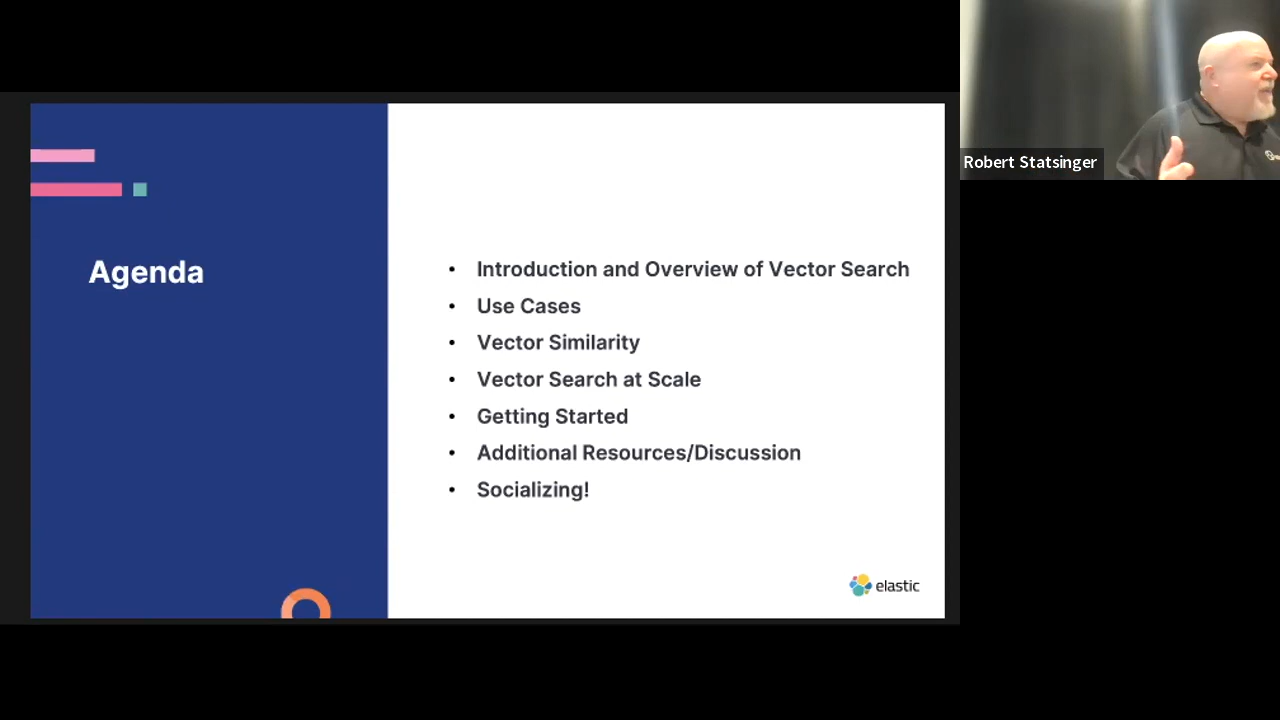 Agenda
• Introduction and Overview of Vector Search
• Use Cases
• Vector Similarity
• Vector Search at Scale
• Getting Started
• Additional Resources/Discussion
• Socializing!
elastic
Robert Statsinger